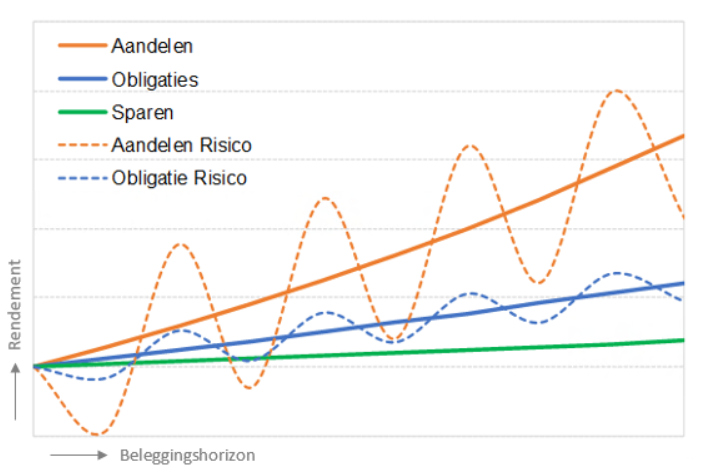 Aandelen
Obligaties
Sparen
Aandelen Risico
Obligatie Risico
Rendement
Beleggingshorizon